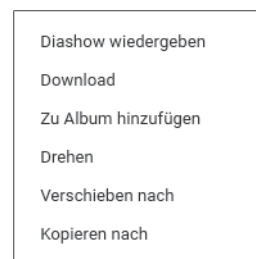 Diashow wiedergeben
Download
Zu Album hinzufügen
Drehen
Verschieben nach
Kopieren nach